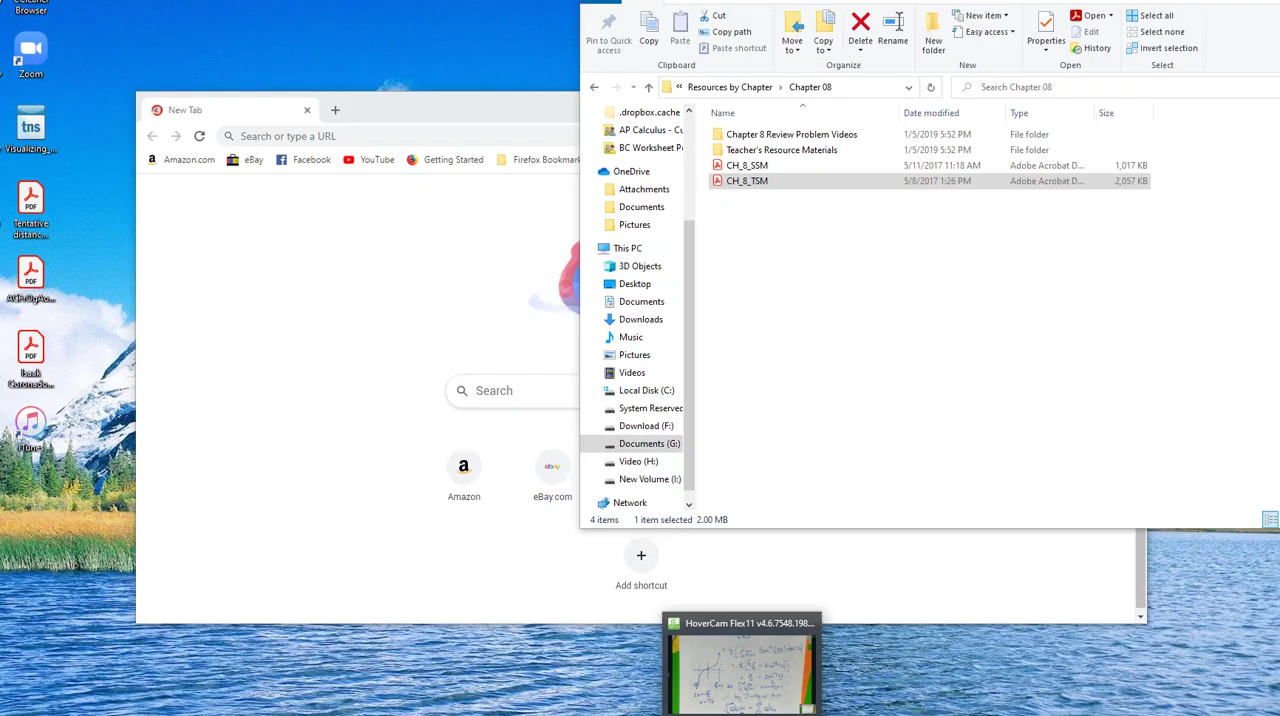 Browser
Zoom
tns
Visualizing_...
PDF
Tentative
distanc...
PDF
PDF
Isaak
Coronado...
iTunes
New Tab
Search or type a URL
Amazon.com
eBay
Facebook
YouTube
Getting Started
Firefox Bookmark
Search
a
Amazon
ebay
eBay.com
Add shortcut
Pin to Quick
access
Copy
Paste
Cut
Copy path
Paste shortcut
Clipboard
Move
to
Copy
to
Delete
Rename
Organize
New
folder
New item
Easy access
New
Properties
Open
Edit
History
Open
Select all
Select none
Invert selection
Select
« Resources by Chapter > Chapter 08
Search Chapter 08
.dropbox.cache
AP Calculus - Cu
BC Worksheet Po
OneDrive
Attachments
Documents
Pictures
This PC
3D Objects
Desktop
Documents
Downloads
Music
Pictures
Videos
Local Disk (C:)
System Reserved
Download (F:)
Documents (G:)
Video (H:)
New Volume (I:)
Network
Name Date modified Type Size
Chapter 8 Review Problem Videos 1/5/2019 5:52 PM File folder
Teacher's Resource Materials 1/5/2019 5:52 PM File folder
CH_8_SSM 5/11/2017 11:18 AM Adobe Acrobat D... 1,017 KB
CH_8_TSM 5/8/2017 1:26 PM Adobe Acrobat D... 2,057 KB
4 items 1 item selected 2.00 MB
HoverCam Flex11 v4.6.7548.198...